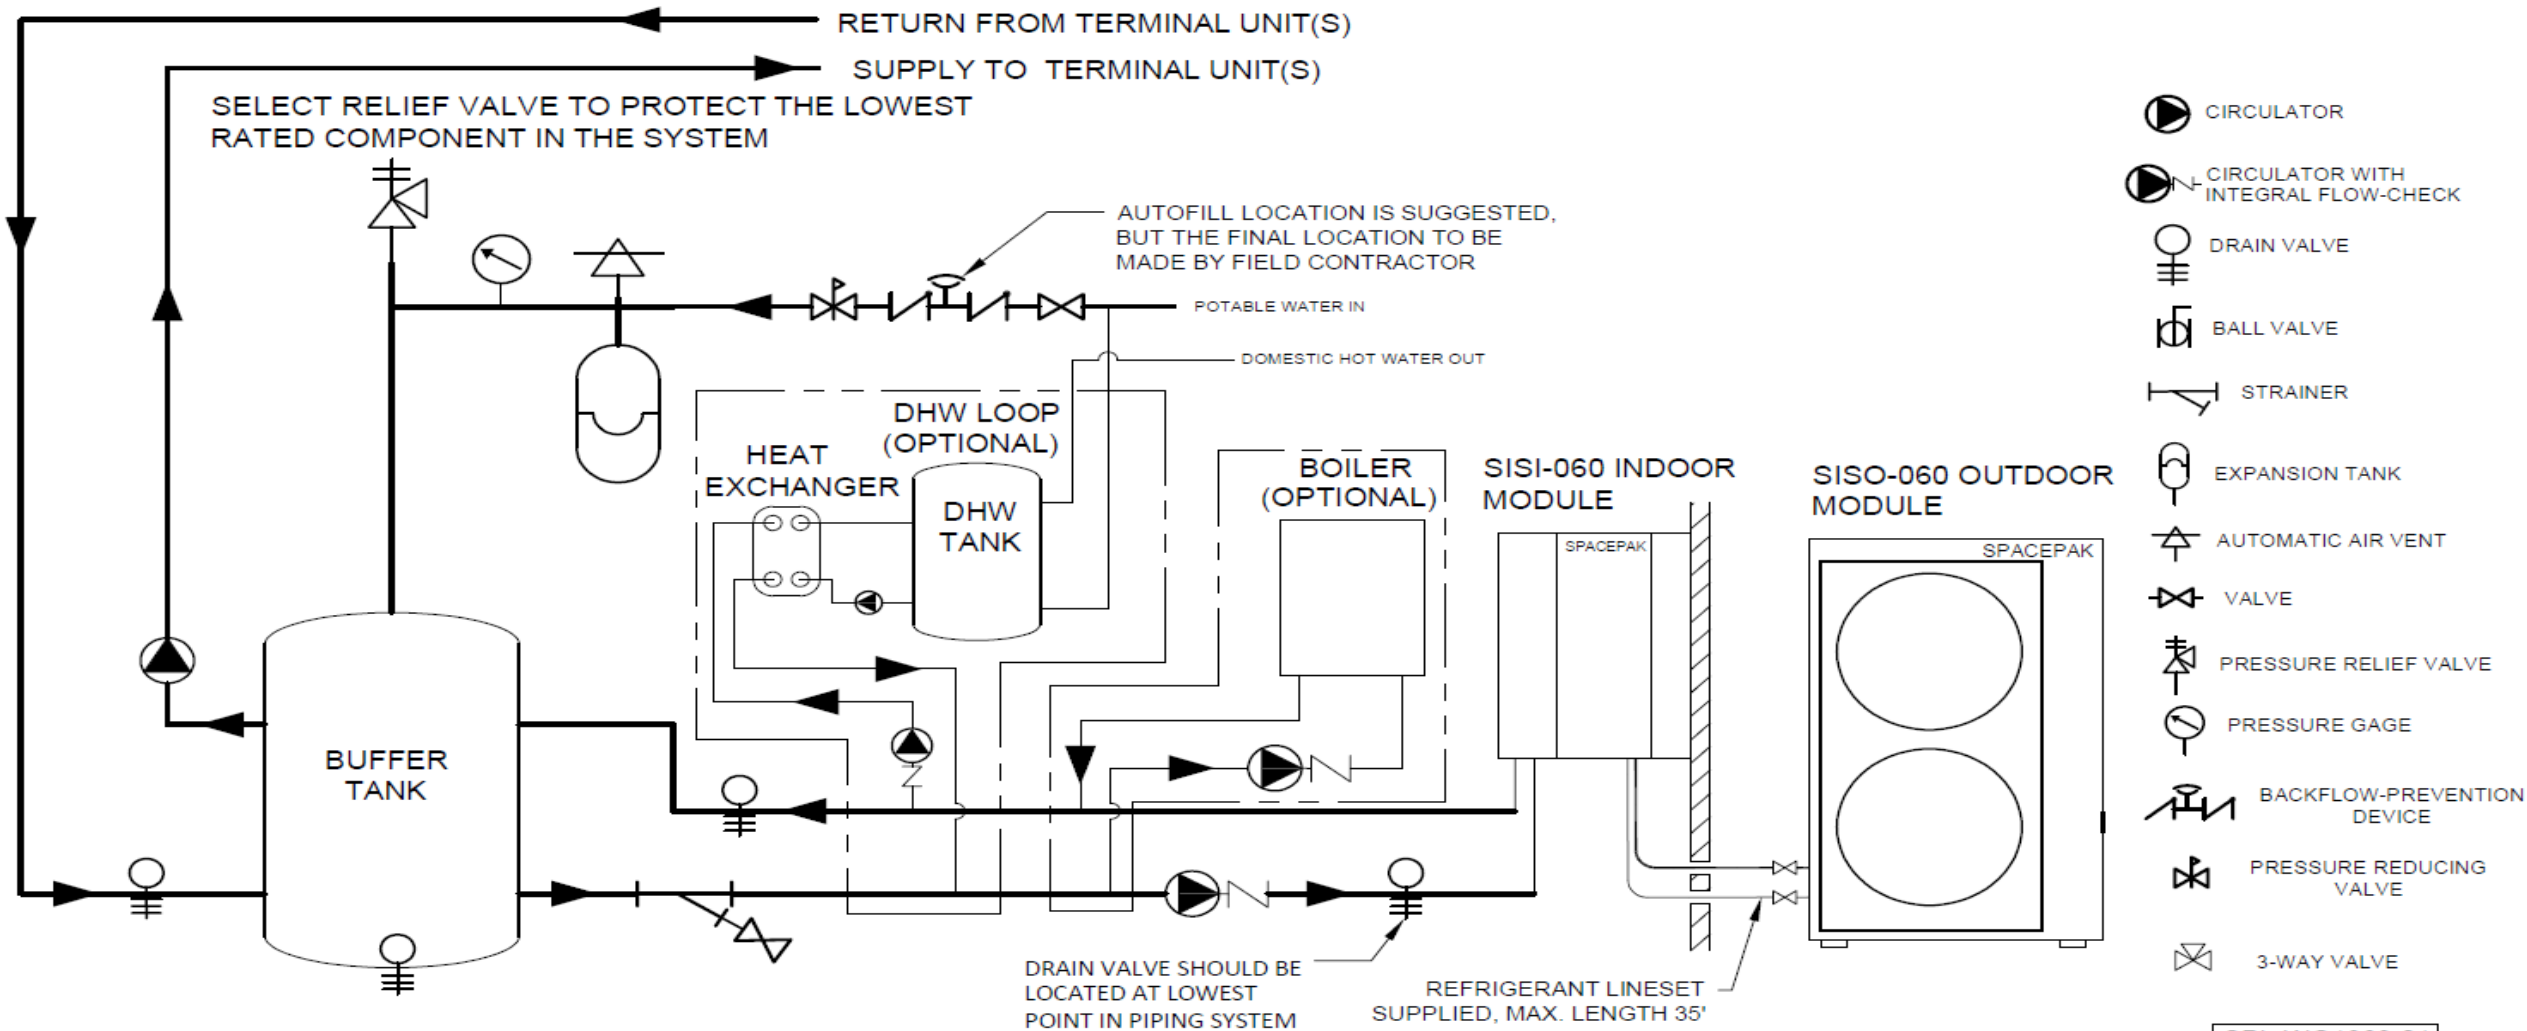 RETURN FROM TERMINAL UNIT(S)
SUPPLY TO TERMINAL UNIT(S)
SELECT RELIEF VALVE TO PROTECT THE LOWEST
RATED COMPONENT IN THE SYSTEM
AUTOFILL LOCATION IS SUGGESTED,
BUT THE FINAL LOCATION TO BE
MADE BY FIELD CONTRACTOR
POTABLE WATER IN
DOMESTIC HOT WATER OUT
DHW LOOP
(OPTIONAL)
HEAT
EXCHANGER
DHW
TANK
BOILER
(OPTIONAL)
SISI-060 INDOOR
MODULE
SPACEPAK
SISO-060 OUTDOOR
MODULE
SPACEPAK
BUFFER
TANK
DRAIN VALVE SHOULD BE
LOCATED AT LOWEST
POINT IN PIPING SYSTEM
REFRIGERANT LINESET
SUPPLIED, MAX. LENGTH 35'
CIRCULATOR
CIRCULATOR WITH
INTEGRAL FLOW-CHECK
DRAIN VALVE
BALL VALVE
STRAINER
EXPANSION TANK
AUTOMATIC AIR VENT
VALVE
PRESSURE RELIEF VALVE
PRESSURE GAGE
BACKFLOW-PREVENTION
DEVICE
PRESSURE REDUCING
VALVE
3-WAY VALVE